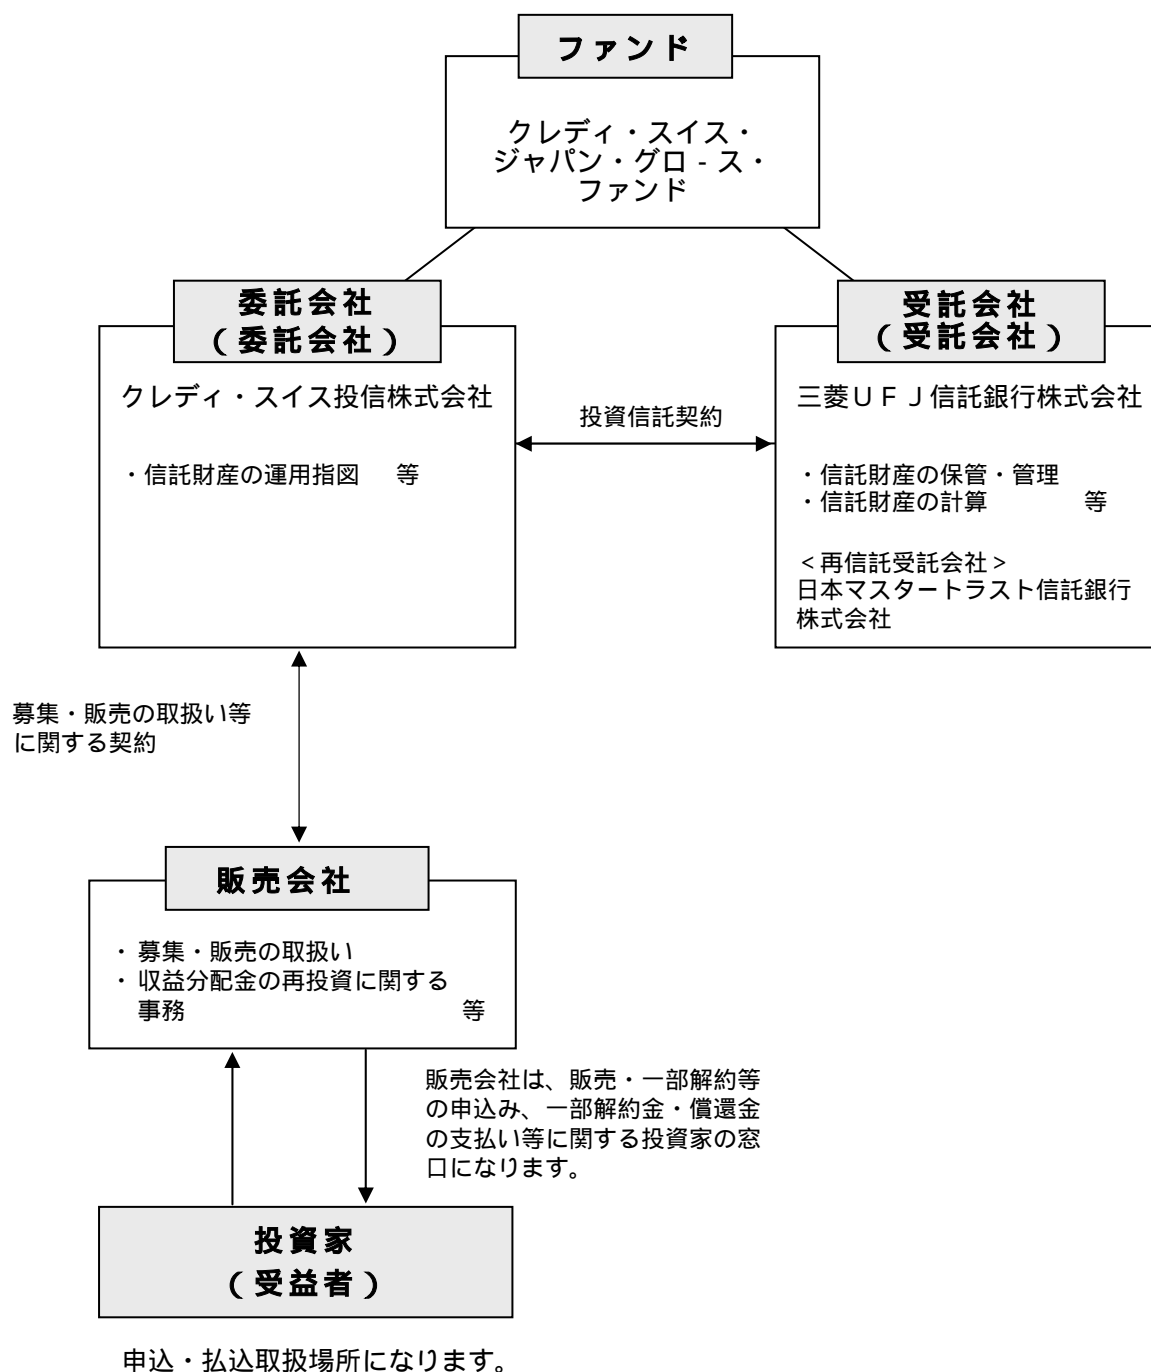 ファンド
クレディ・スイス・
ジャパン・グロ‐ス・
ファンド
委託会社
（委託会社）
クレディ・スイス投信株式会社
・信託財産の運用指図　等
投資信託契約
受託会社
（受託会社）
三菱ＵＦＪ信託銀行株式会社
・信託財産の保管・管理
・信託財産の計算　　　　等
＜再信託受託会社＞
日本マスタートラスト信託銀行
株式会社
募集・販売の取扱い等
に関する契約
販売会社
・ 募集・販売の取扱い
・ 収益分配金の再投資に関する
事務　　　　　　　　　　　等
販売会社は、販売・一部解約等
の申込み、一部解約金・償還金
の支払い等に関する投資家の窓
口になります。
投資家
（受益者）
申込・払込取扱場所になります。